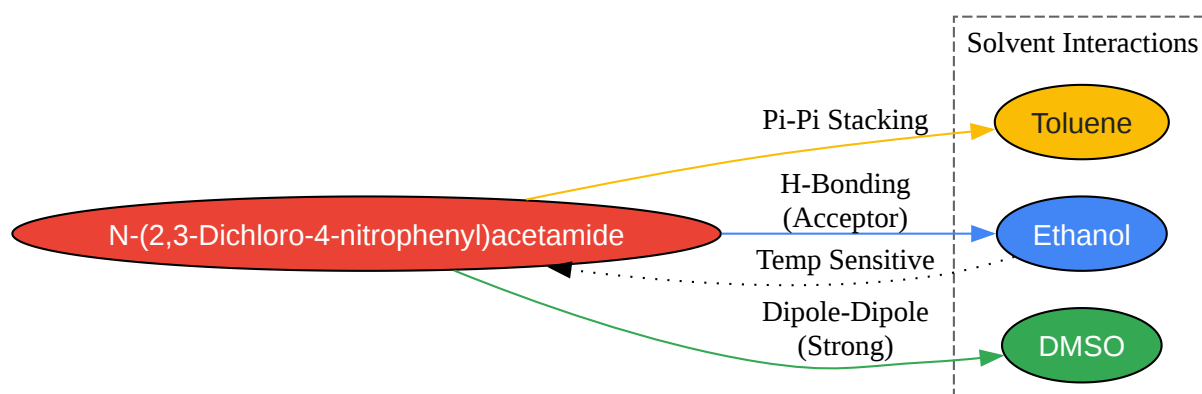 Solvent Interactions
Pi-Pi Stacking
Toluene
H-Bonding
(Acceptor)
N-(2,3-Dichloro-4-nitrophenyl)acetamide
Ethanol
Temp Sensitive
Dipole-Dipole
(Strong)
DMSO